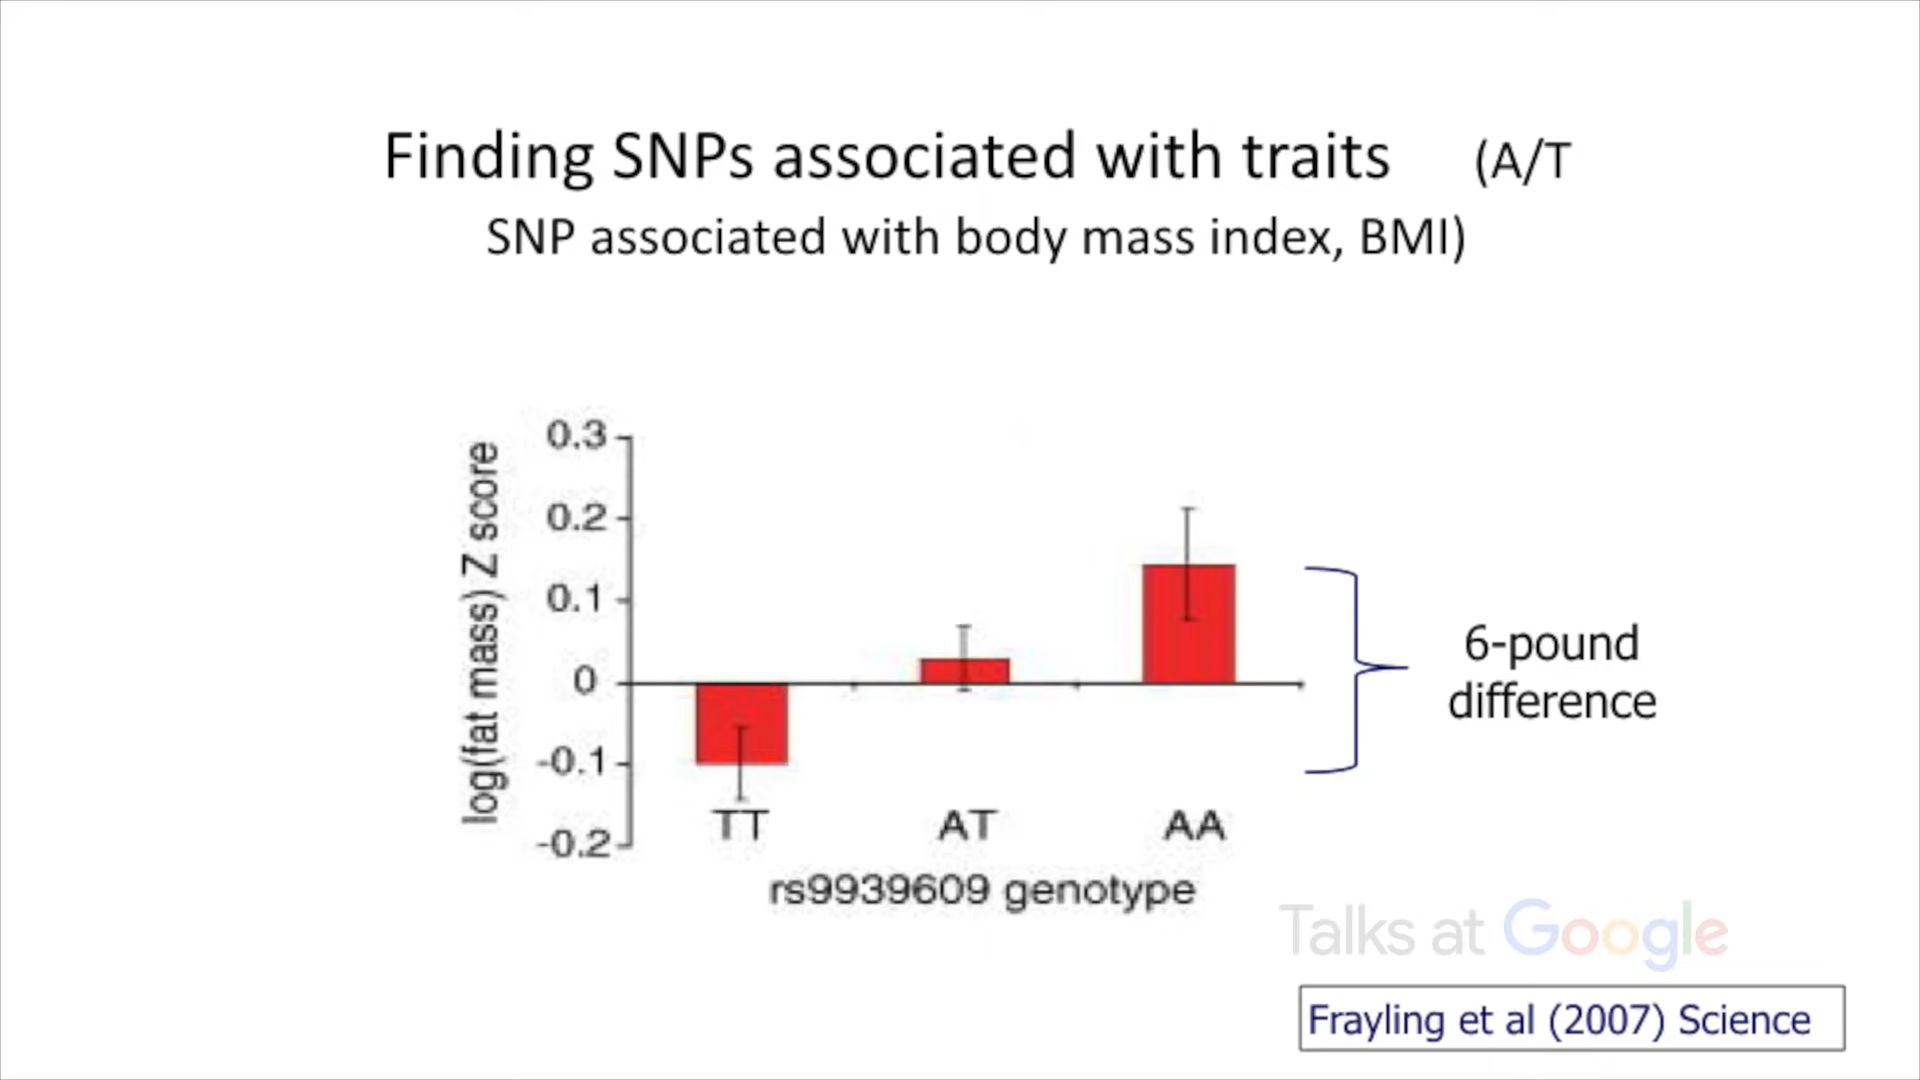 Finding SNPs associated with traits (A/T
SNP associated with body mass index, BMI)
log(fat mass) Z score
0.3
0.2
0.1
0
-0.1
-0.2
TT AT AA
rs9939609 genotype
6-pound
difference
Talks at Google
Frayling et al (2007) Science